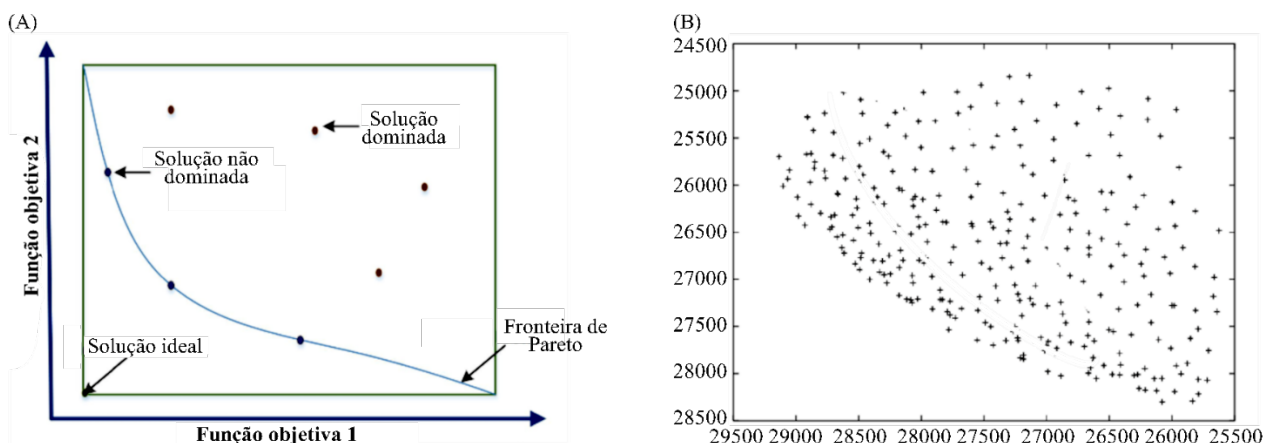 (A)
Função objetiva 2
Solução
dominada
Solução não
dominada
Solução ideal
Fronteira de
Pareto
Função objetiva 1
(B)
24500
25000
25500
26000
26500
27000
27500
28000
28500
29500 29000 28500 28000 27500 27000 26500 26000 25500